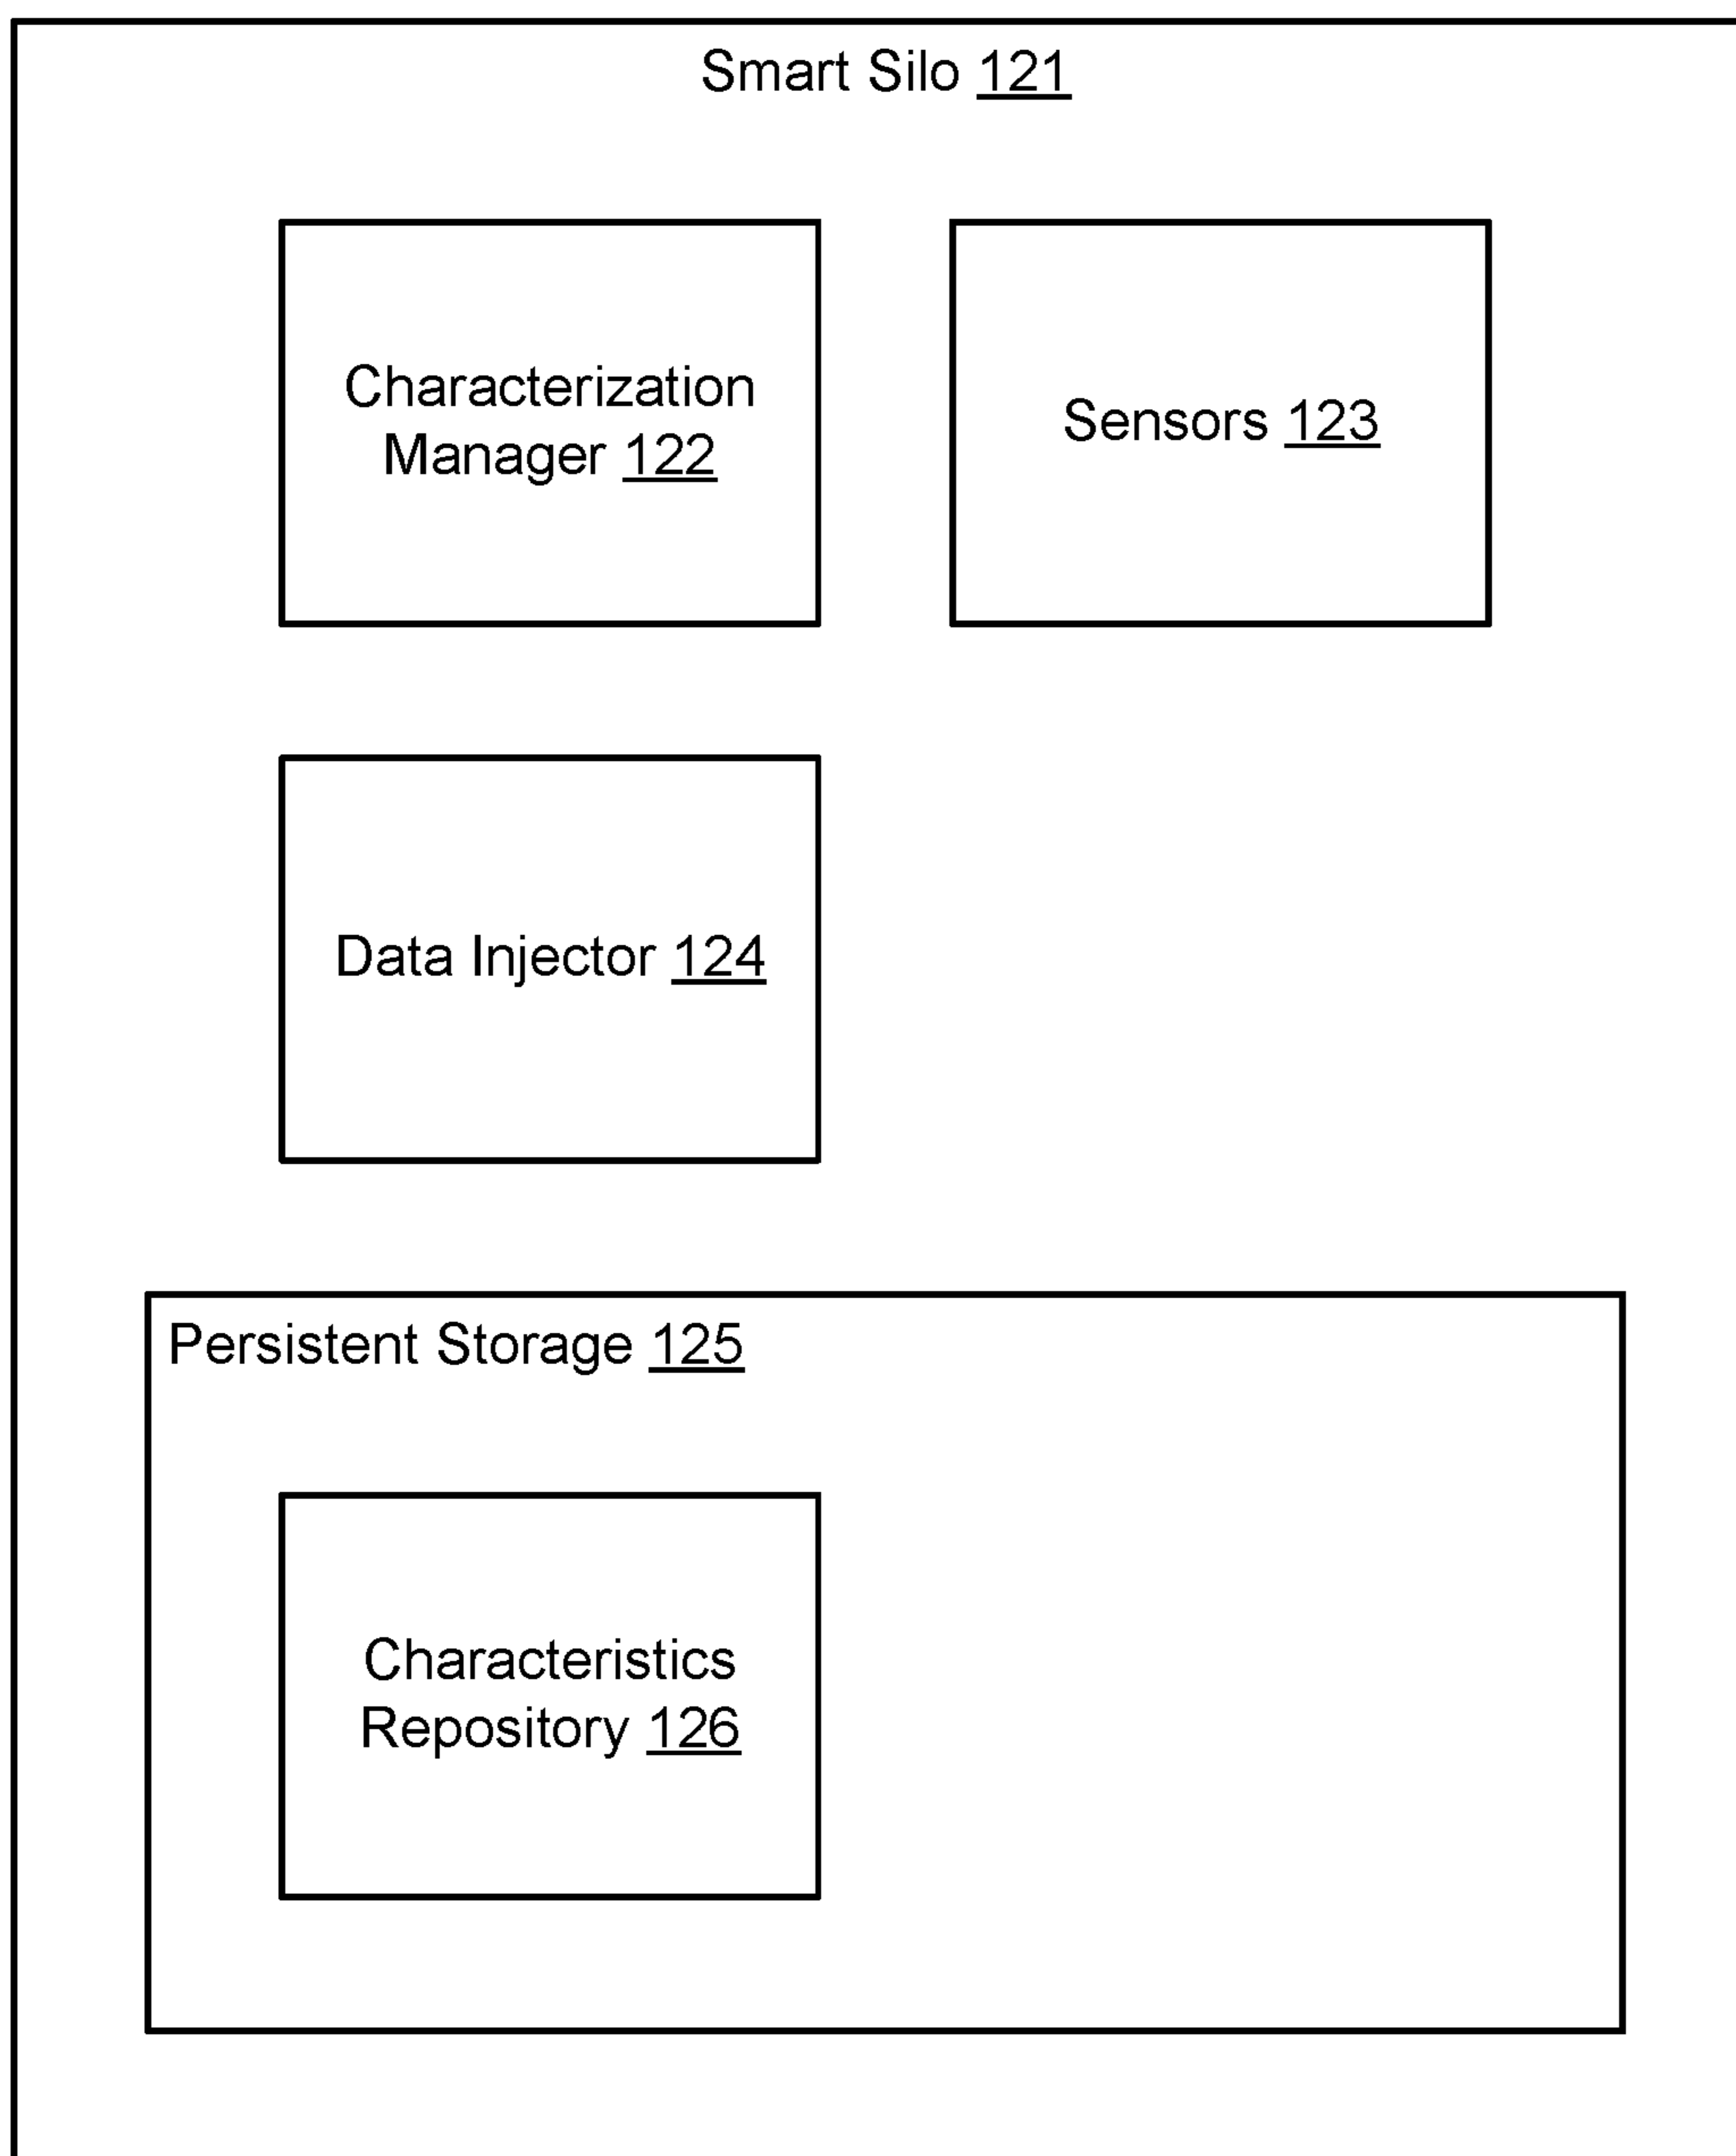 Smart Silo 121
Characterization
Manager 122
Sensors 123
Data Injector 124
Persistent Storage 125
Characteristics
Repository 126